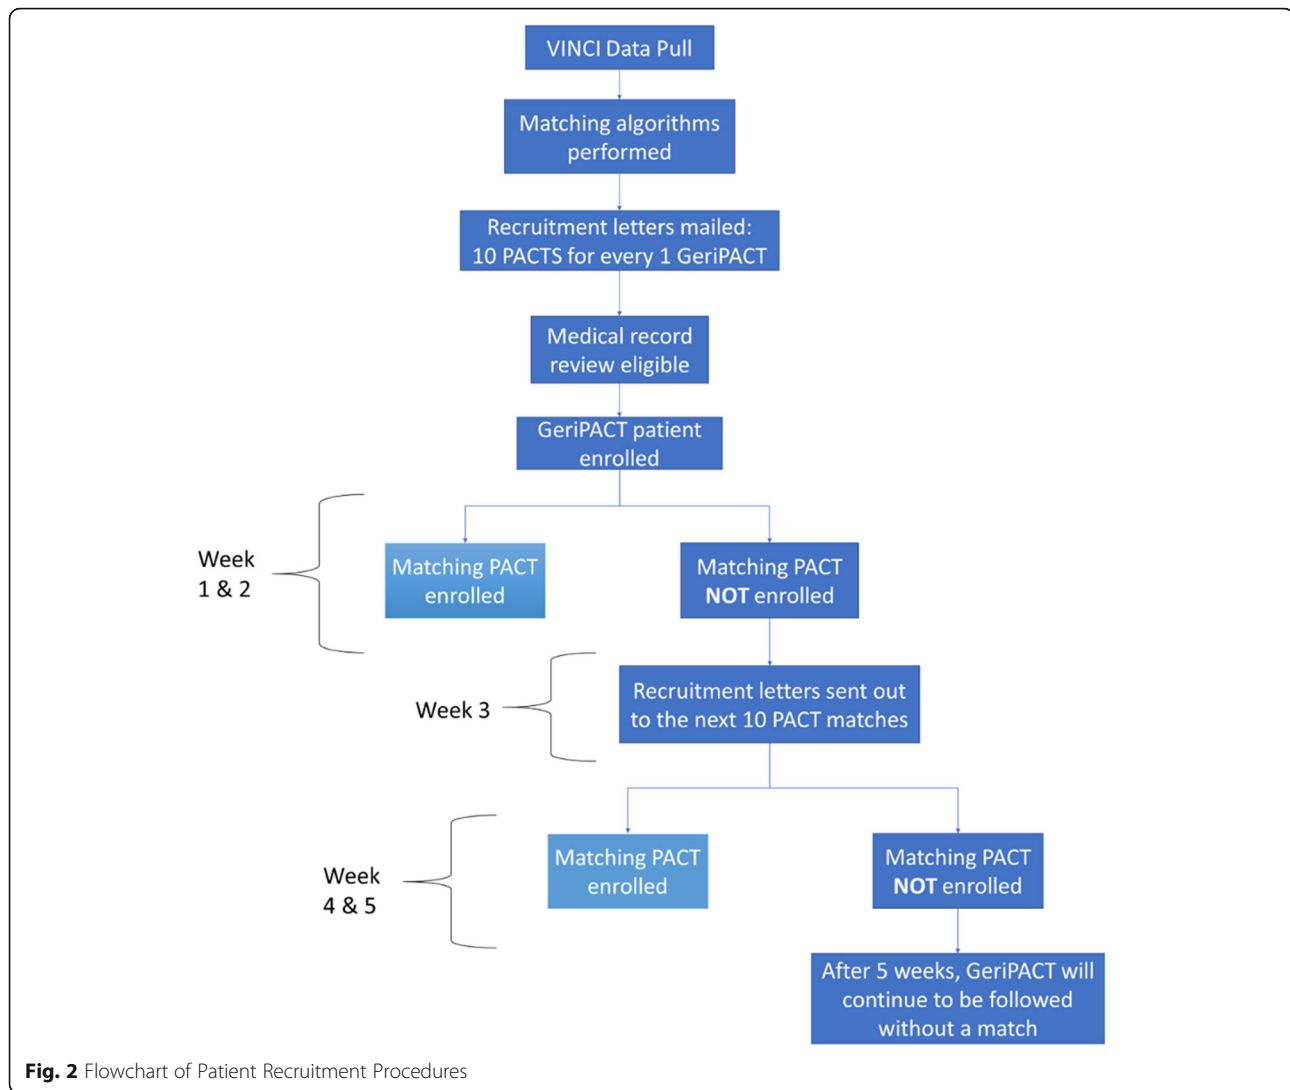 VINCI Data Pull
Matching algorithms
performed
Recruitment letters mailed:
10 PACTS for every 1 GeriPACT
Medical record
review eligible
GeriPACT patient
enrolled
Week
1 & 2
Matching PACT
enrolled
Matching PACT
NOT enrolled
Week 3
Recruitment letters sent out
to the next 10 PACT matches
Week
4 & 5
Matching PACT
enrolled
Matching PACT
NOT enrolled
After 5 weeks, GeriPACT will
continue to be followed
without a match
Fig. 2 Flowchart of Patient Recruitment Procedures